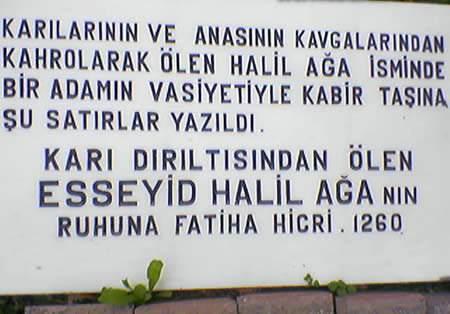 KARILARININ VE ANASININ KAVGALARINDAN
KAHROLARAK ÖLEN HALİL AĞA İSMİNDE
BİR ADAMIN VASİYETİYLE KABİR TAŞINA
ŞU SATIRLAR YAZILDI.
KARI DIRILTISINDAN ÖLEN
ESSEYİD HALİL AĞA NIN
RUHUNA FATİHA HİCRİ. 1260